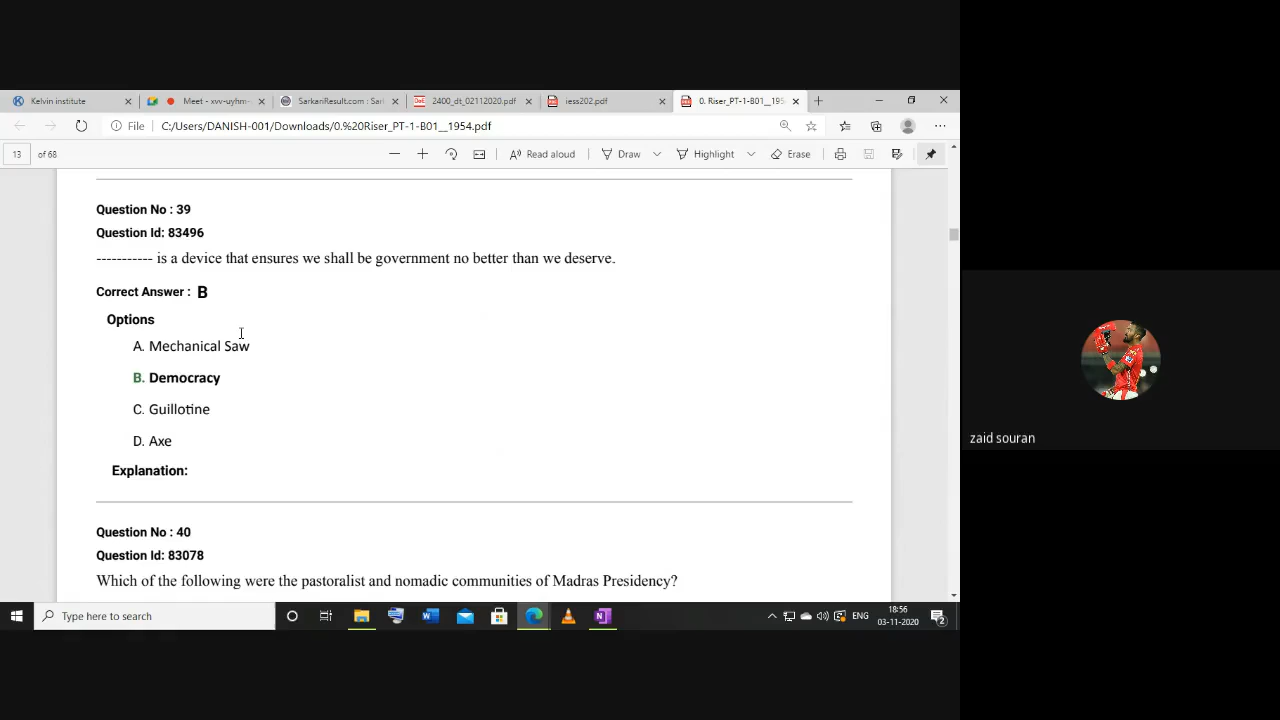 Kelvin institute
Meet - xvv-uyhm-
SarkariResult.com : Sark
2400_dt_02112020.pdf
iess202.pdf
0. Riser_PT-1-B01__1954
File C:/Users/DANISH-001/Downloads/0.%20Riser_PT-1-B01__1954.pdf
13 of 68 Read aloud Draw Highlight Erase
Question No : 39
Question Id: 83496
----------- is a device that ensures we shall be government no better than we deserve.
Correct Answer : B
Options
A. Mechanical Saw
B. Democracy
C. Guillotine
D. Axe
Explanation:
zaid souran
Question No : 40
Question Id: 83078
Which of the following were the pastoralist and nomadic communities of Madras Presidency?
Type here to search
ENG
18:56
03-11-2020
2